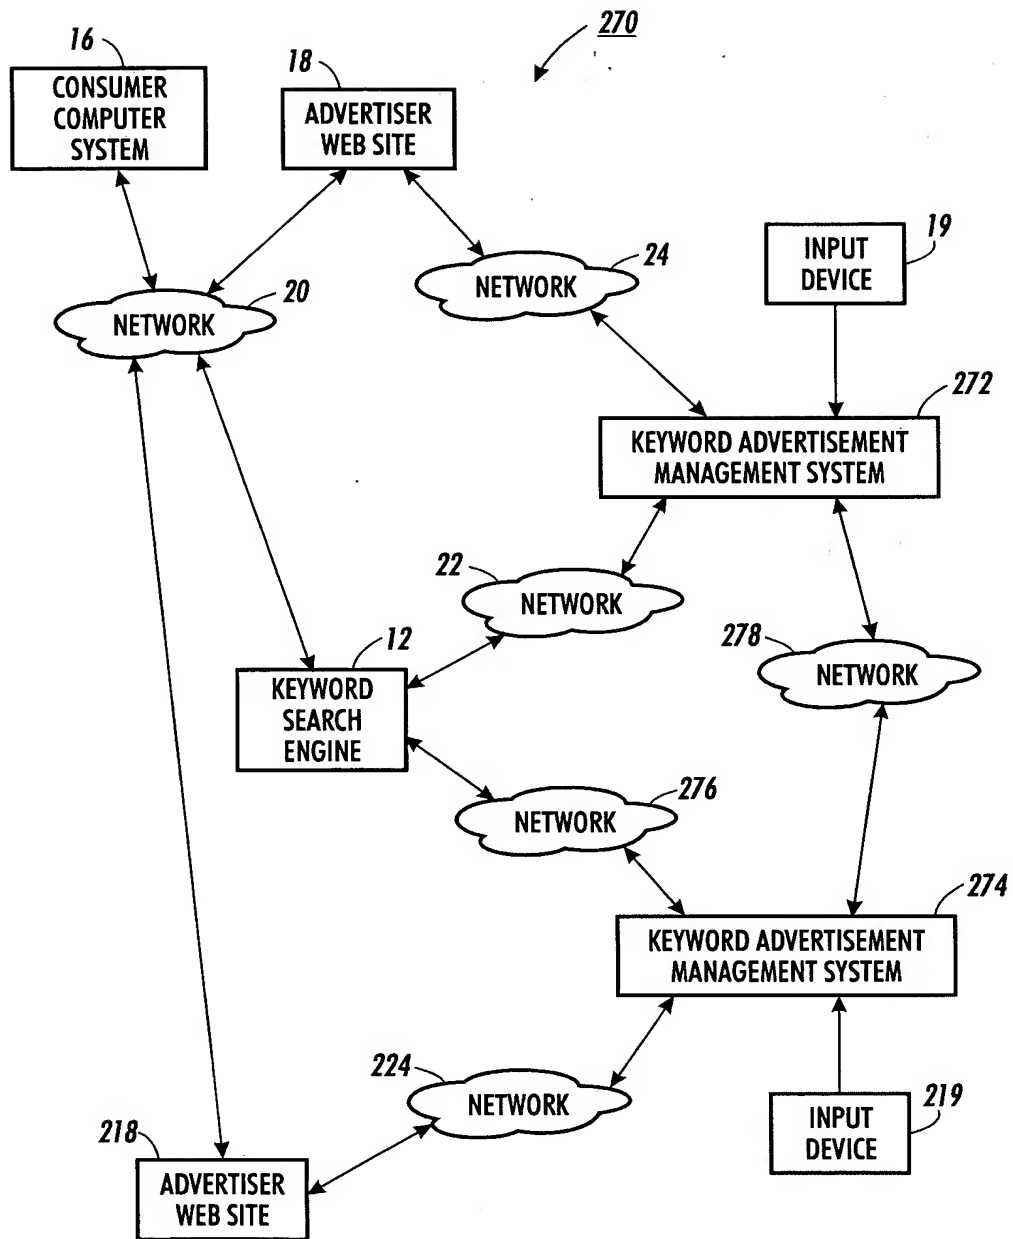 270
16
CONSUMER
COMPUTER
SYSTEM
18
ADVERTISER
WEB SITE
19
INPUT
DEVICE
24
NETWORK
20
NETWORK
272
KEYWORD ADVERTISEMENT
MANAGEMENT SYSTEM
22
NETWORK
12
KEYWORD
SEARCH
ENGINE
278
NETWORK
276
NETWORK
274
KEYWORD ADVERTISEMENT
MANAGEMENT SYSTEM
224
NETWORK
219
INPUT
DEVICE
218
ADVERTISER
WEB SITE